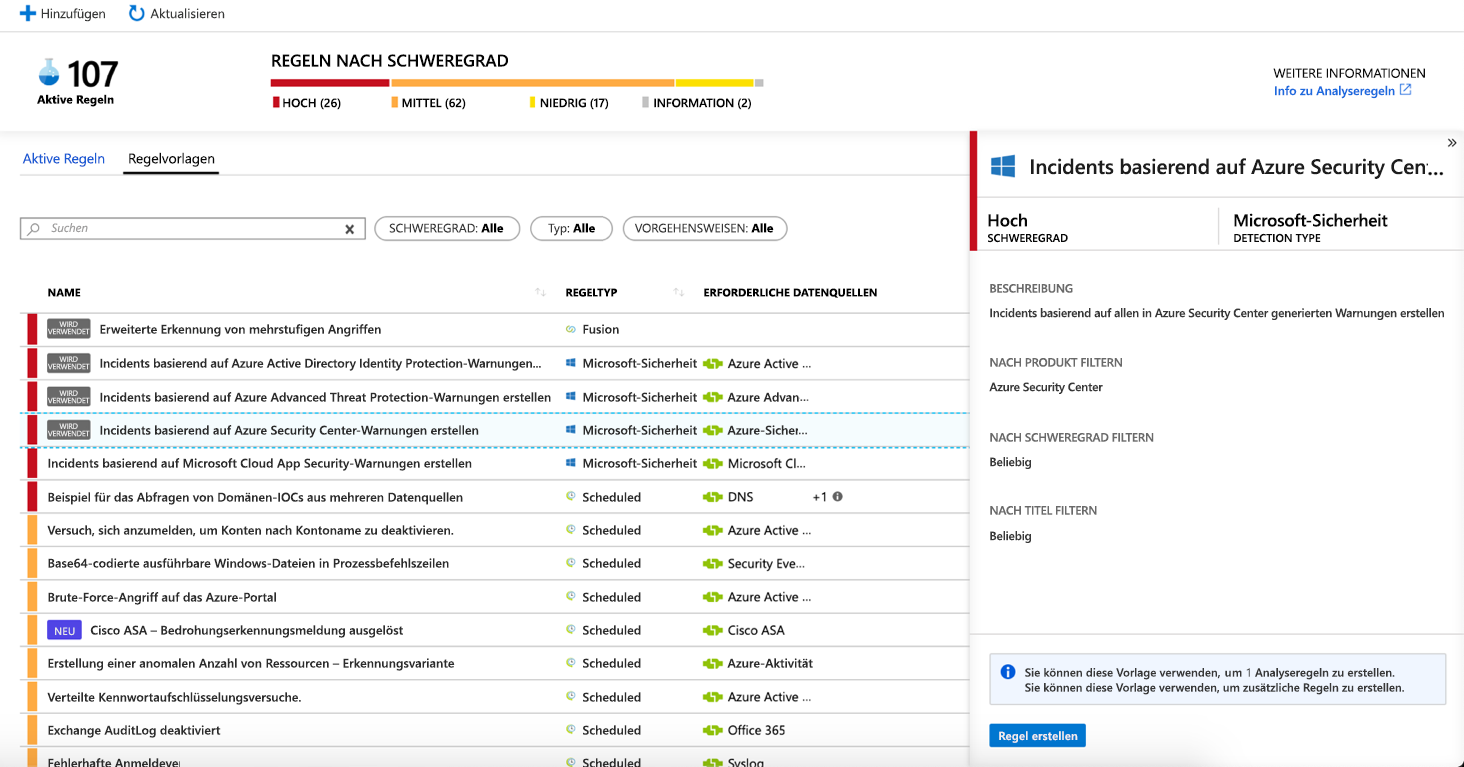 Hinzufügen Aktualisieren
107
Aktive Regeln
REGELN NACH SCHWEREGRAD
HOCH (26) MITTEL (62) NIEDRIG (17) INFORMATION (2)
WEITERE INFORMATIONEN
Info zu Analyseregeln
Aktive Regeln Regelvorlagen
Suchen SCHWEREGRAD: Alle Typ: Alle VORGEHENSWEISEN: Alle
NAME REGELTYP ERFORDERLICHE DATENQUELLEN
WIRD VERWENDET Erweiterte Erkennung von mehrstufigen Angriffen Fusion
WIRD VERWENDET Incidents basierend auf Azure Active Directory Identity Protection-Warnungen... Microsoft-Sicherheit Azure Active ...
WIRD VERWENDET Incidents basierend auf Azure Advanced Threat Protection-Warnungen erstellen Microsoft-Sicherheit Azure Advan...
WIRD VERWENDET Incidents basierend auf Azure Security Center-Warnungen erstellen Microsoft-Sicherheit Azure-Sicher...
Incidents basierend auf Microsoft Cloud App Security-Warnungen erstellen Microsoft-Sicherheit Microsoft Cl...
Beispiel für das Abfragen von Domänen-IOCs aus mehreren Datenquellen Scheduled DNS +1
Versuch, sich anzumelden, um Konten nach Kontoname zu deaktivieren. Scheduled Azure Active ...
Base64-codierte ausführbare Windows-Dateien in Prozessbefehlszeilen Scheduled Security Eve...
Brute-Force-Angriff auf das Azure-Portal Scheduled Azure Active ...
NEU Cisco ASA – Bedrohungserkennungsmeldung ausgelöst Scheduled Cisco ASA
Erstellung einer anomalen Anzahl von Ressourcen – Erkennungsvariante Scheduled Azure-Aktivität
Verteilte Kennwortaufschlüsselungsversuche. Scheduled Azure Active ...
Exchange AuditLog deaktiviert Scheduled Office 365
Fehlerhafte Anmeldever Scheduled Syslog
Incidents basierend auf Azure Security Cen...
Hoch
SCHWEREGRAD
Microsoft-Sicherheit
DETECTION TYPE
BESCHREIBUNG
Incidents basierend auf allen in Azure Security Center generierten Warnungen erstellen
NACH PRODUKT FILTERN
Azure Security Center
NACH SCHWEREGRAD FILTERN
Beliebig
NACH TITEL FILTERN
Beliebig
Sie können diese Vorlage verwenden, um 1 Analyseregeln zu erstellen.
Sie können diese Vorlage verwenden, um zusätzliche Regeln zu erstellen.
Regel erstellen